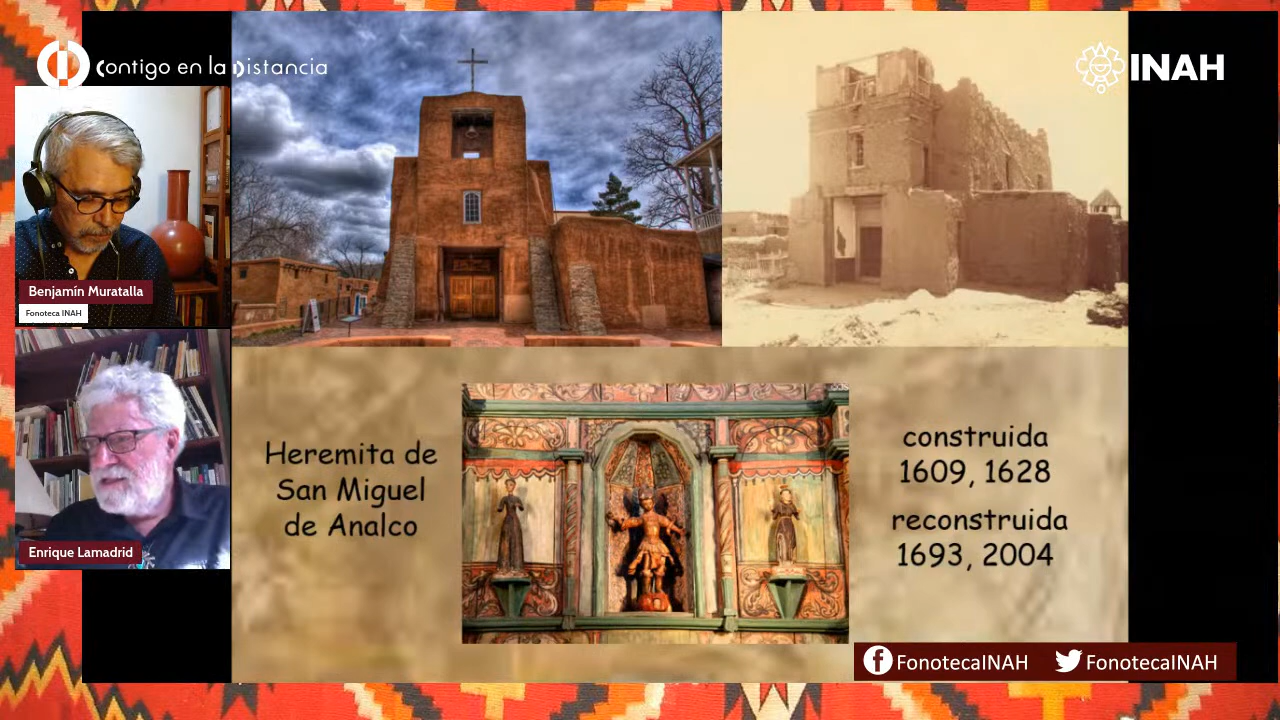 Contigo en la Distancia
INAH
Benjamín Muratalla
Fonoteca INAH
Enrique Lamadrid
Heremita de
San Miguel
de Analco
construida
1609, 1628
reconstruida
1693, 2004
FonotecaINAH
FonotecaINAH